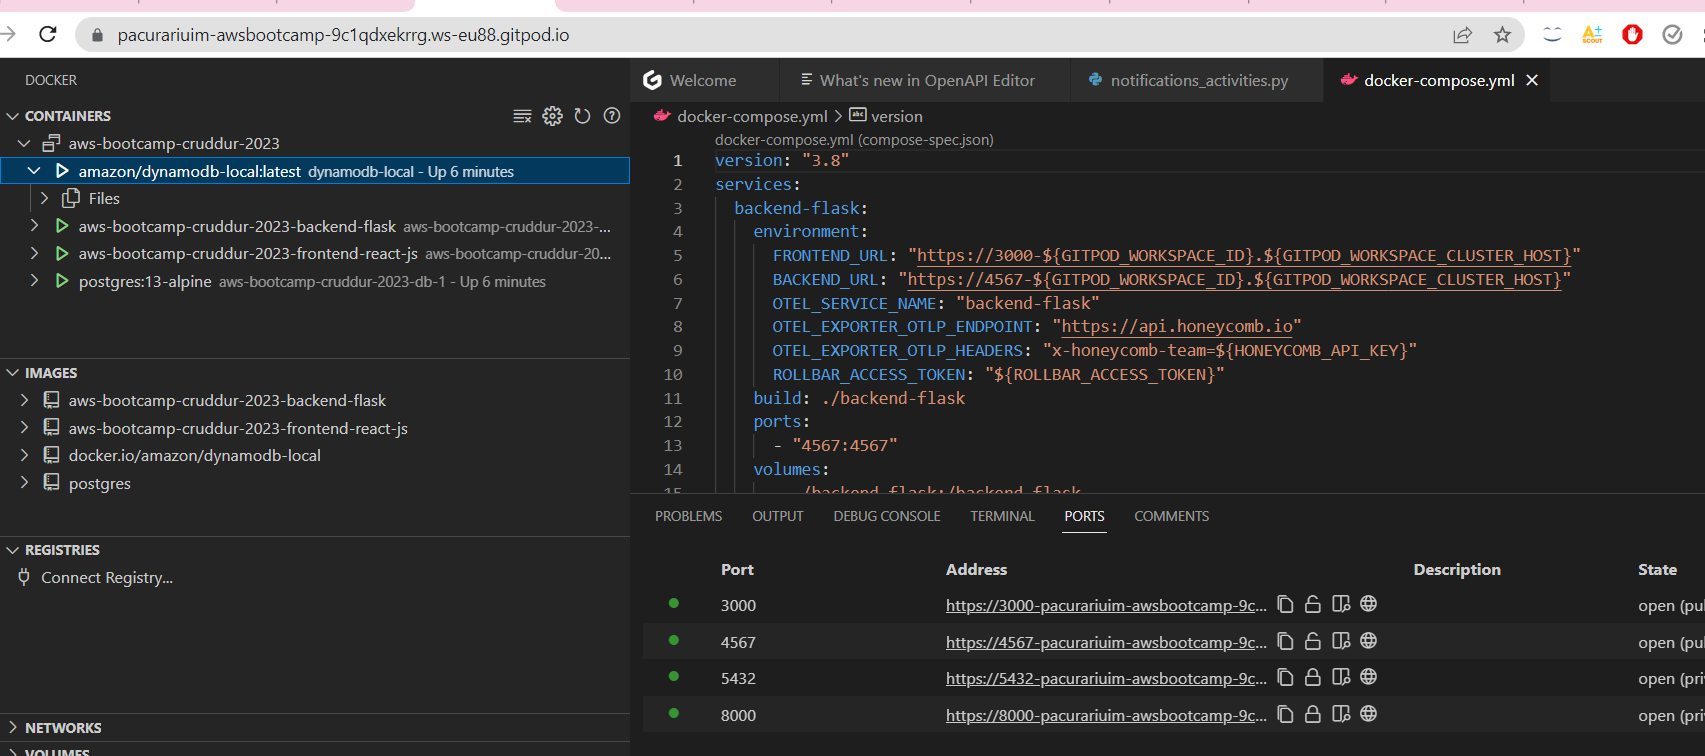 pacurariuim-awsbootcamp-9c1qdxekrrg.ws-eu88.gitpod.io
A+
SCOUT
DOCKER
CONTAINERS
aws-bootcamp-cruddur-2023
amazon/dynamodb-local:latest dynamodb-local - Up 6 minutes
Files
aws-bootcamp-cruddur-2023-backend-flask aws-bootcamp-cruddur-2023-...
aws-bootcamp-cruddur-2023-frontend-react-js aws-bootcamp-cruddur-20...
postgres:13-alpine aws-bootcamp-cruddur-2023-db-1 - Up 6 minutes
IMAGES
aws-bootcamp-cruddur-2023-backend-flask
aws-bootcamp-cruddur-2023-frontend-react-js
docker.io/amazon/dynamodb-local
postgres
REGISTRIES
Connect Registry...
NETWORKS
VOLUMES
Welcome
What's new in OpenAPI Editor
notifications_activities.py
docker-compose.yml
docker-compose.yml > abc version
docker-compose.yml (compose-spec.json)
1 version: "3.8"
2 services:
3 backend-flask:
4 environment:
5 FRONTEND_URL: "https://3000-${GITPOD_WORKSPACE_ID}.${GITPOD_WORKSPACE_CLUSTER_HOST}"
6 BACKEND_URL: "https://4567-${GITPOD_WORKSPACE_ID}.${GITPOD_WORKSPACE_CLUSTER_HOST}"
7 OTEL_SERVICE_NAME: "backend-flask"
8 OTEL_EXPORTER_OTLP_ENDPOINT: "https://api.honeycomb.io"
9 OTEL_EXPORTER_OTLP_HEADERS: "x-honeycomb-team=${HONEYCOMB_API_KEY}"
10 ROLLBAR_ACCESS_TOKEN: "${ROLLBAR_ACCESS_TOKEN}"
11 build: ./backend-flask
12 ports:
13 - "4567:4567"
14 volumes:
15 /backend-flask:/backend-flask
PROBLEMS OUTPUT DEBUG CONSOLE TERMINAL PORTS COMMENTS
Port Address Description State
3000 https://3000-pacurariuim-awsbootcamp-9c... open (pu
4567 https://4567-pacurariuim-awsbootcamp-9c... open (pu
5432 https://5432-pacurariuim-awsbootcamp-9c... open (pri
8000 https://8000-pacurariuim-awsbootcamp-9c... open (pri